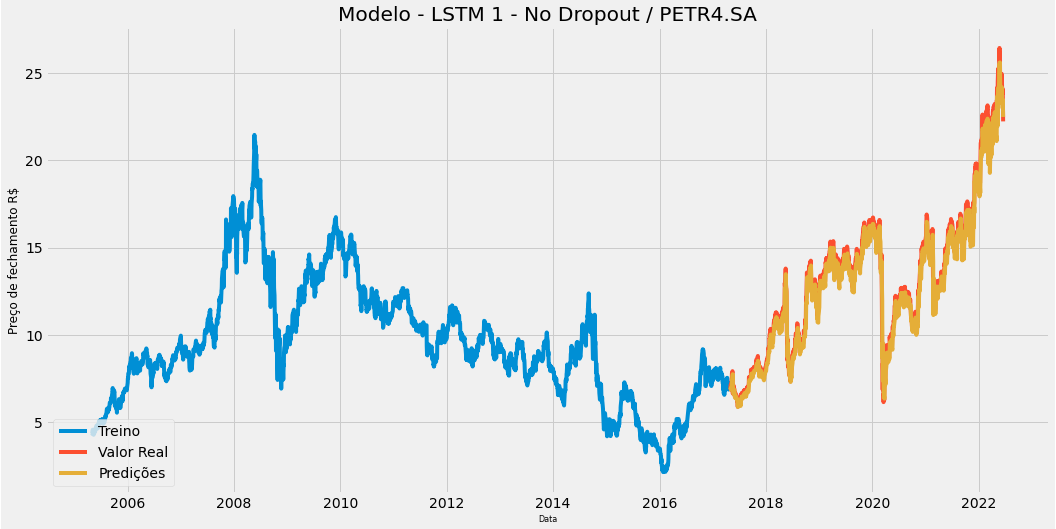 Modelo - LSTM 1 - No Dropout / PETR4.SA
Preço de fechamento R$
25
20
15
10
5
Treino
Valor Real
Predições
2006 2008 2010 2012 2014 2016 2018 2020 2022
Data